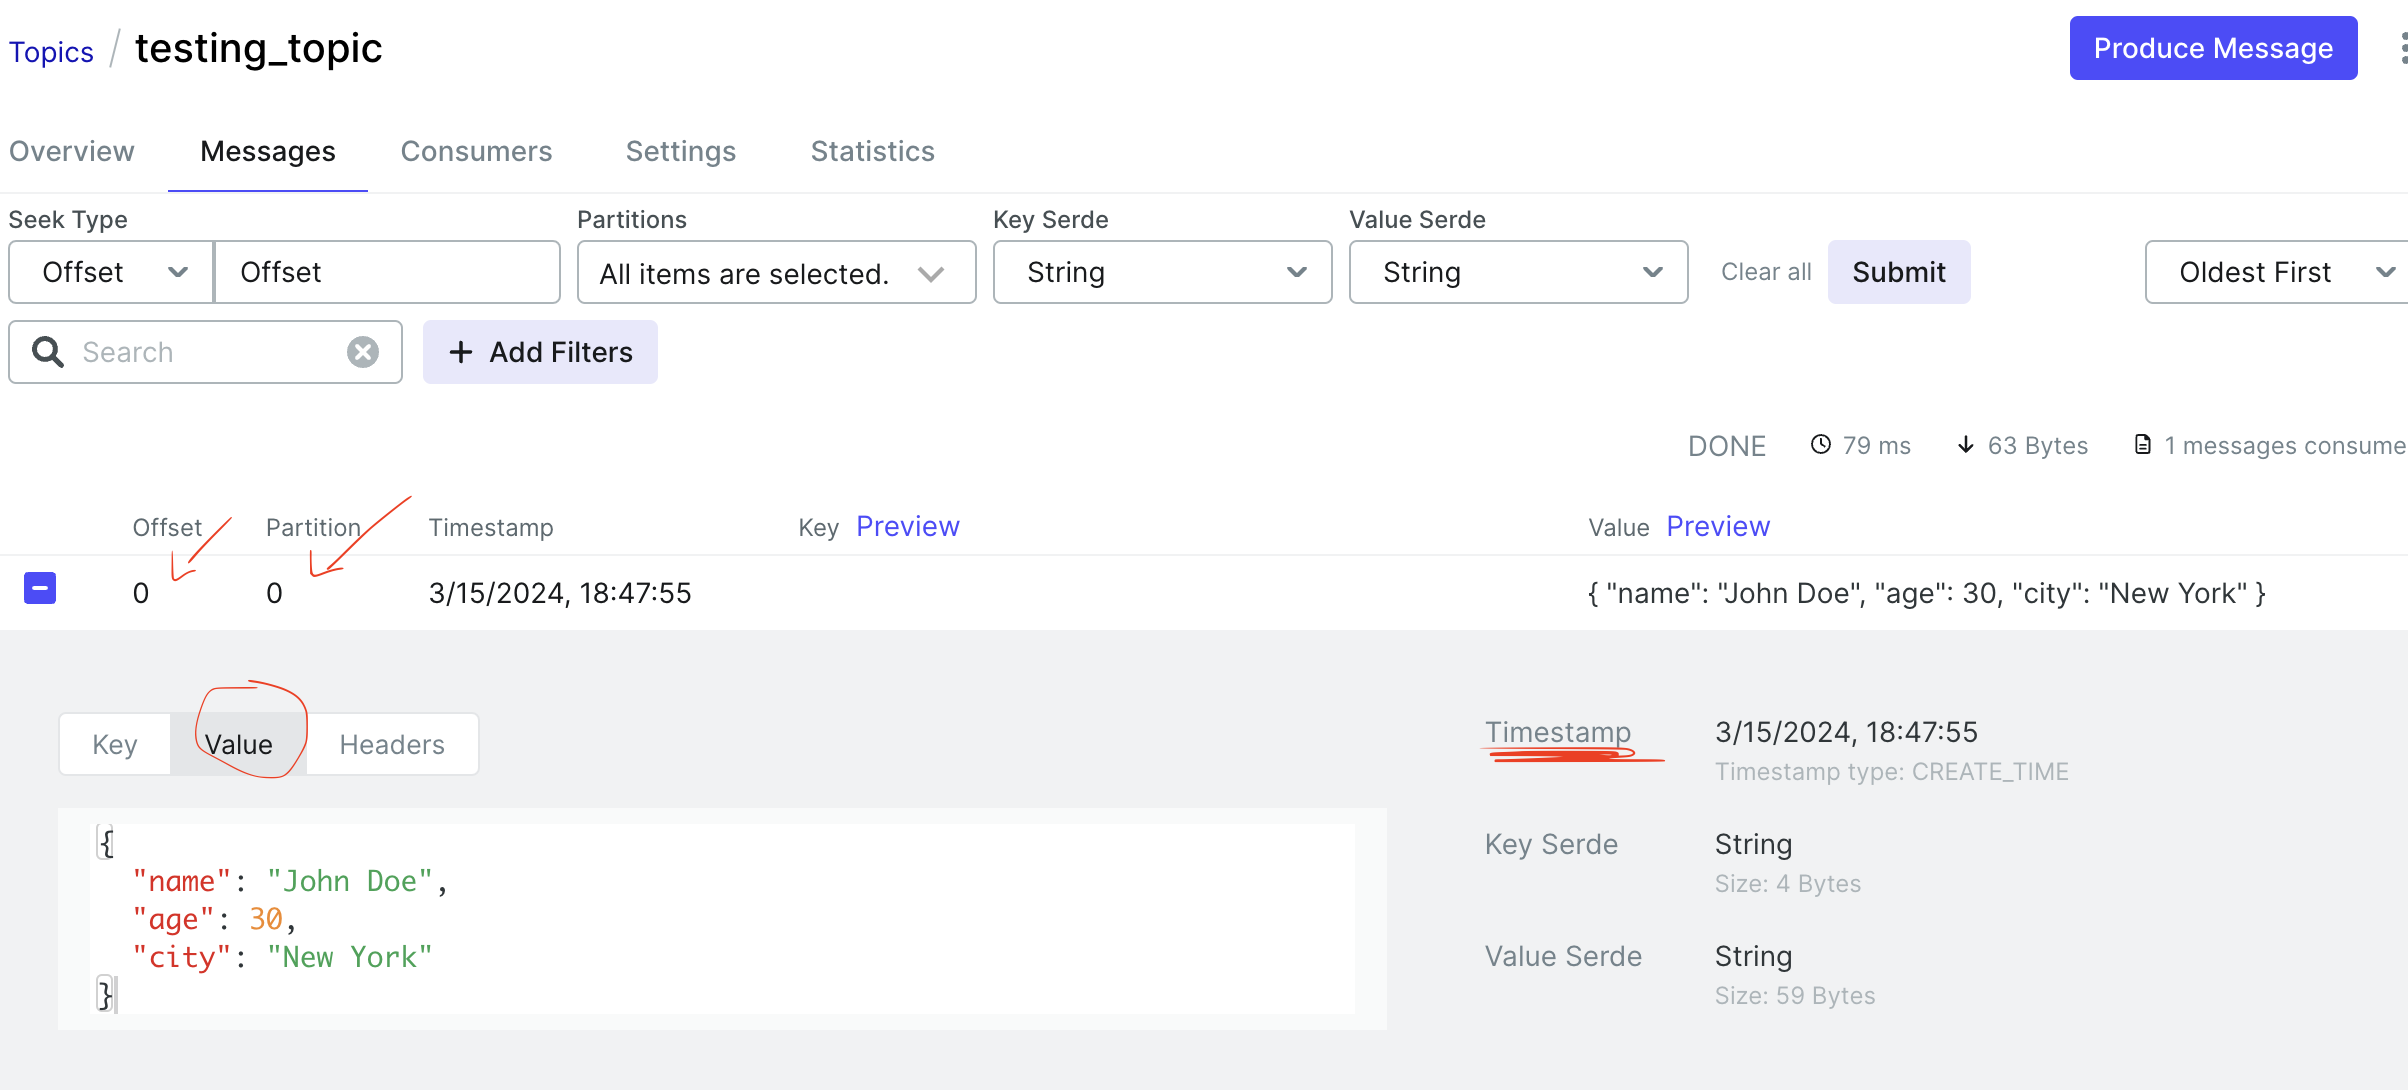 Topics / testing_topic
Produce Message
Overview Messages Consumers Settings Statistics
Seek Type Partitions Key Serde Value Serde
Offset Offset All items are selected. String String Clear all Submit Oldest First
Search + Add Filters
DONE 79 ms 63 Bytes 1 messages consume
Offset Partition Timestamp Key Preview Value Preview
0 0 3/15/2024, 18:47:55 { "name": "John Doe", "age": 30, "city": "New York" }
Key Value Headers
{
"name": "John Doe",
"age": 30,
"city": "New York"
}
Timestamp 3/15/2024, 18:47:55
Timestamp type: CREATE_TIME
Key Serde String
Size: 4 Bytes
Value Serde String
Size: 59 Bytes